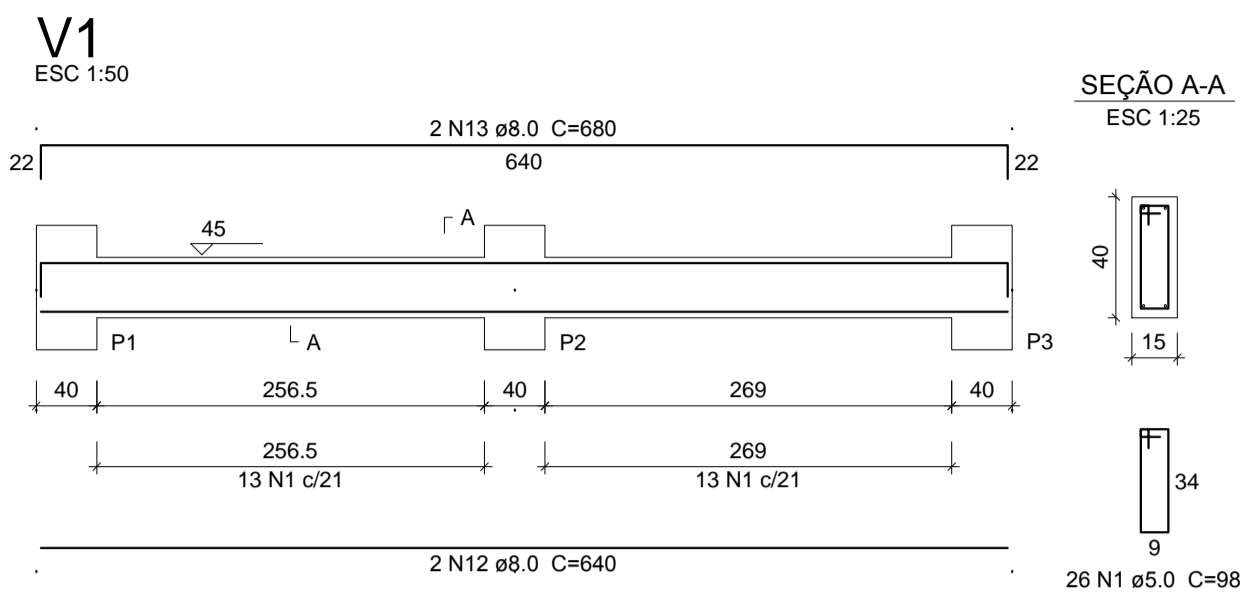 V1
ESC 1:50
SEÇÃO A-A
ESC 1:25
2 N13 ø8.0 C=680
22
640
22
A
45
40
A
P1
P2
P3
15
40
256.5
40
269
40
256.5
269
13 N1 c/21
13 N1 c/21
34
9
2 N12 ø8.0 C=640
26 N1 ø5.0 C=98